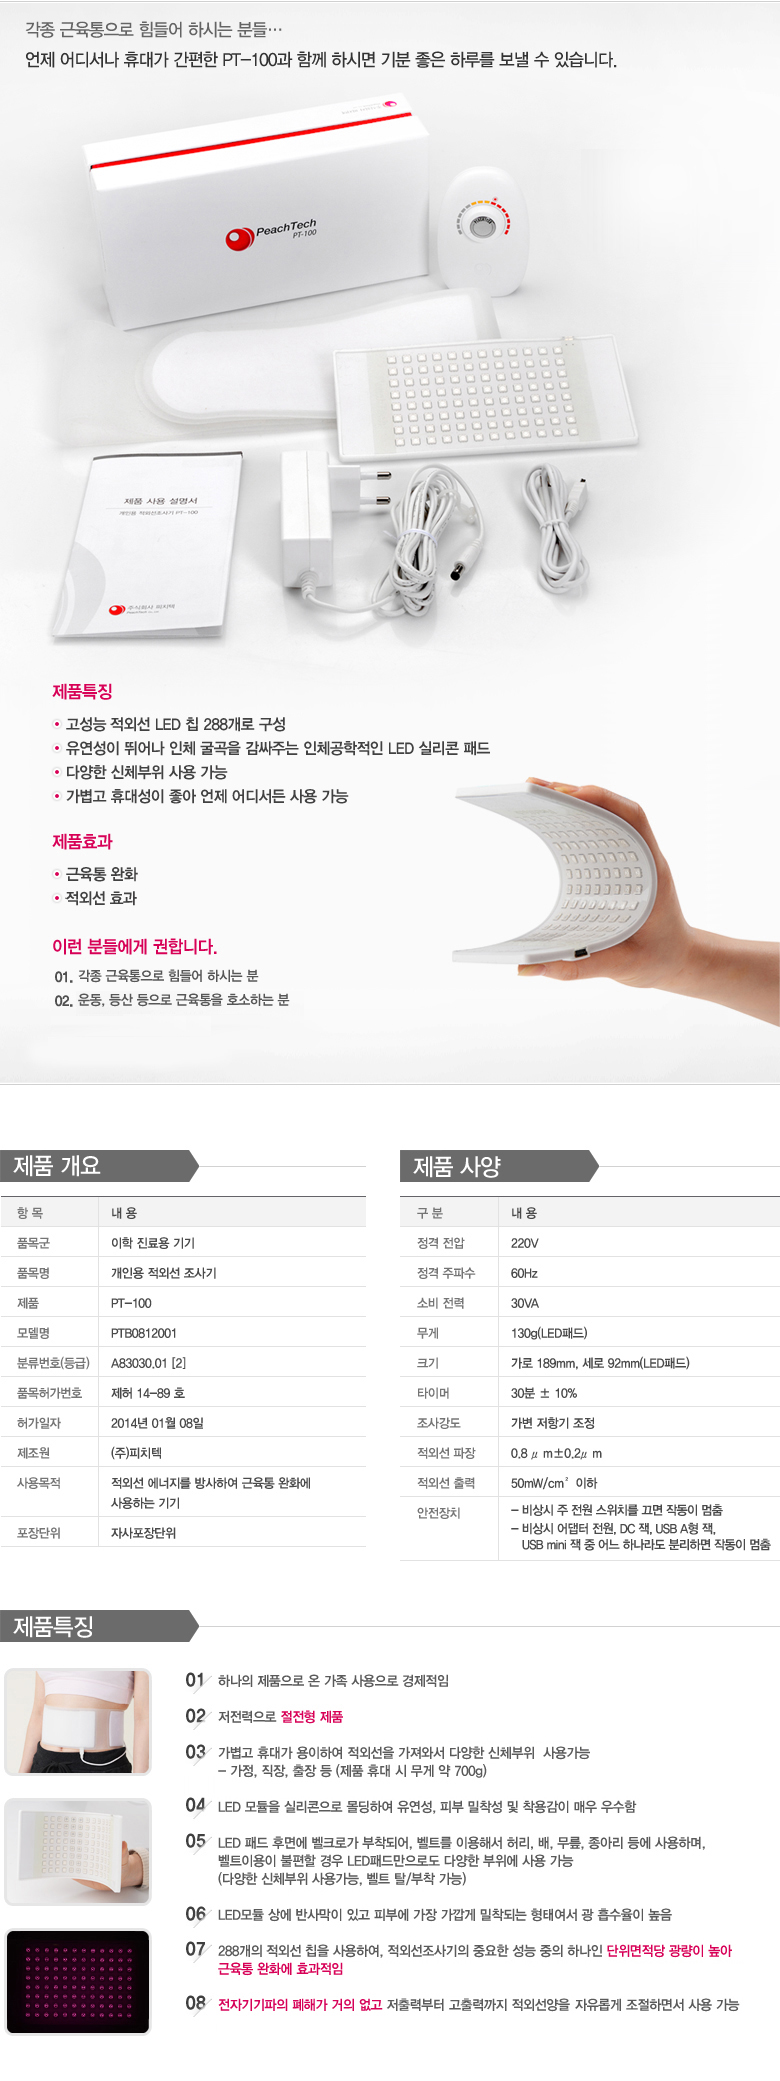 각종 근육통으로 힘들어 하시는 분들…
언제 어디서나 휴대가 간편한 PT-100과 함께 하시면 기분 좋은 하루를 보낼 수 있습니다.
PeachTech
PT-100
제품 사용 설명서
개인용 적외선조사기 PT-100
주식회사 피치텍
제품특징
고성능 적외선 LED 칩 288개로 구성
유연성이 뛰어나 인체 굴곡을 감싸주는 인체공학적인 LED 실리콘 패드
다양한 신체부위 사용 가능
가볍고 휴대성이 좋아 언제 어디서든 사용 가능
제품효과
근육통 완화
적외선 효과
이런 분들에게 권합니다.
01. 각종 근육통으로 힘들어 하시는 분
02. 운동, 등산 등으로 근육통을 호소하는 분
제품 개요
항 목 내 용
품목군 이학 진료용 기기
품목명 개인용 적외선 조사기
제품 PT-100
모델명 PTB0812001
분류번호(등급) A83030.01 [2]
품목허가번호 제허 14-89 호
허가일자 2014년 01월 08일
제조원 (주)피치텍
사용목적 적외선 에너지를 방사하여 근육통 완화에
사용하는 기기
포장단위 자사포장단위
제품 사양
구 분 내 용
정격 전압 220V
정격 주파수 60Hz
소비 전력 30VA
무게 130g(LED패드)
크기 가로 189mm, 세로 92mm(LED패드)
타이머 30분 ± 10%
조사강도 가변 저항기 조정
적외선 파장 0.8 μ m±0.2μ m
적외선 출력 50mW/cm² 이하
안전장치 - 비상시 주 전원 스위치를 끄면 작동이 멈춤
- 비상시 어댑터 전원, DC 잭, USB A형 잭,
USB mini 잭 중 어느 하나라도 분리하면 작동이 멈춤
제품특징
01 하나의 제품으로 온 가족 사용으로 경제적임
02 저전력으로 절전형 제품
03 가볍고 휴대가 용이하여 적외선을 가져와서 다양한 신체부위 사용가능
- 가정, 직장, 출장 등 (제품 휴대 시 무게 약 700g)
04 LED 모듈을 실리콘으로 몰딩하여 유연성, 피부 밀착성 및 착용감이 매우 우수함
05 LED 패드 후면에 벨크로가 부착되어, 벨트를 이용해서 허리, 배, 무릎, 종아리 등에 사용하며,
벨트이용이 불편할 경우 LED패드만으로도 다양한 부위에 사용 가능
(다양한 신체부위 사용가능, 벨트 탈/부착 가능)
06 LED모듈 상에 반사막이 있고 피부에 가장 가깝게 밀착되는 형태여서 광 흡수율이 높음
07 288개의 적외선 칩을 사용하여, 적외선조사기의 중요한 성능 중의 하나인 단위면적당 광량이 높아
근육통 완화에 효과적임
08 전자기기파의 폐해가 거의 없고 저출력부터 고출력까지 적외선양을 자유롭게 조절하면서 사용 가능